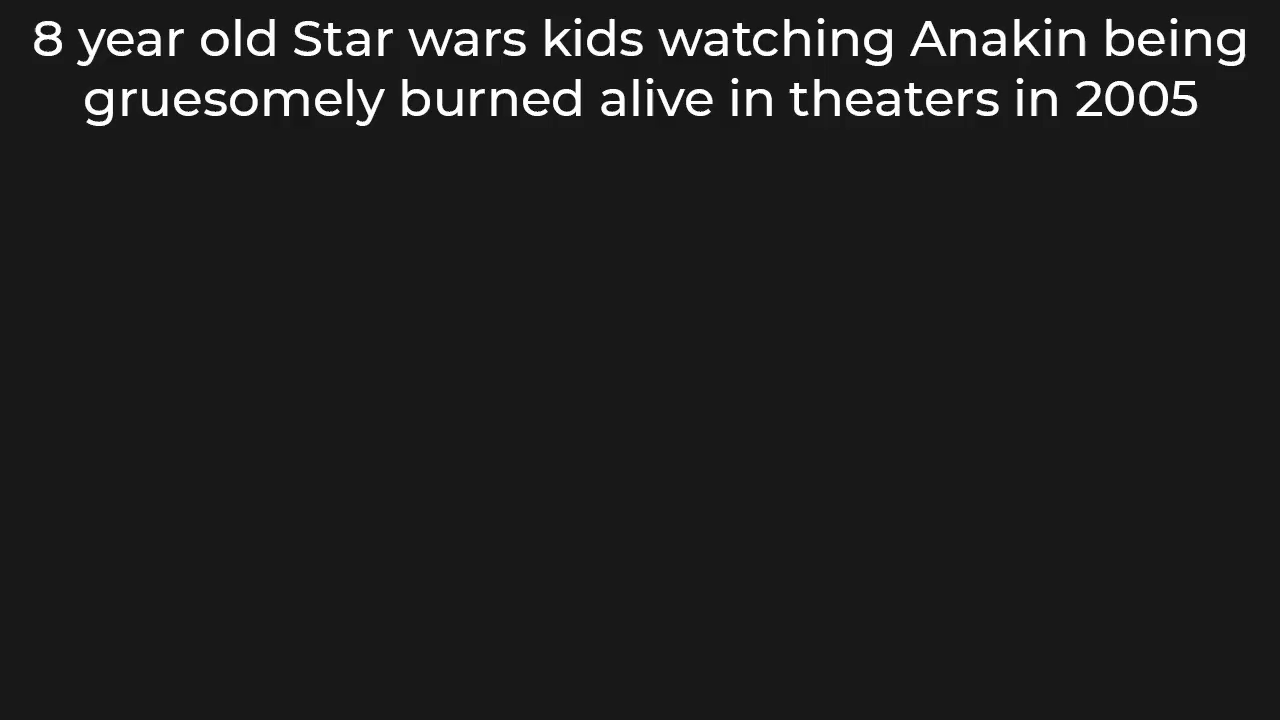 8 year old Star wars kids watching Anakin being
gruesomely burned alive in theaters in 2005